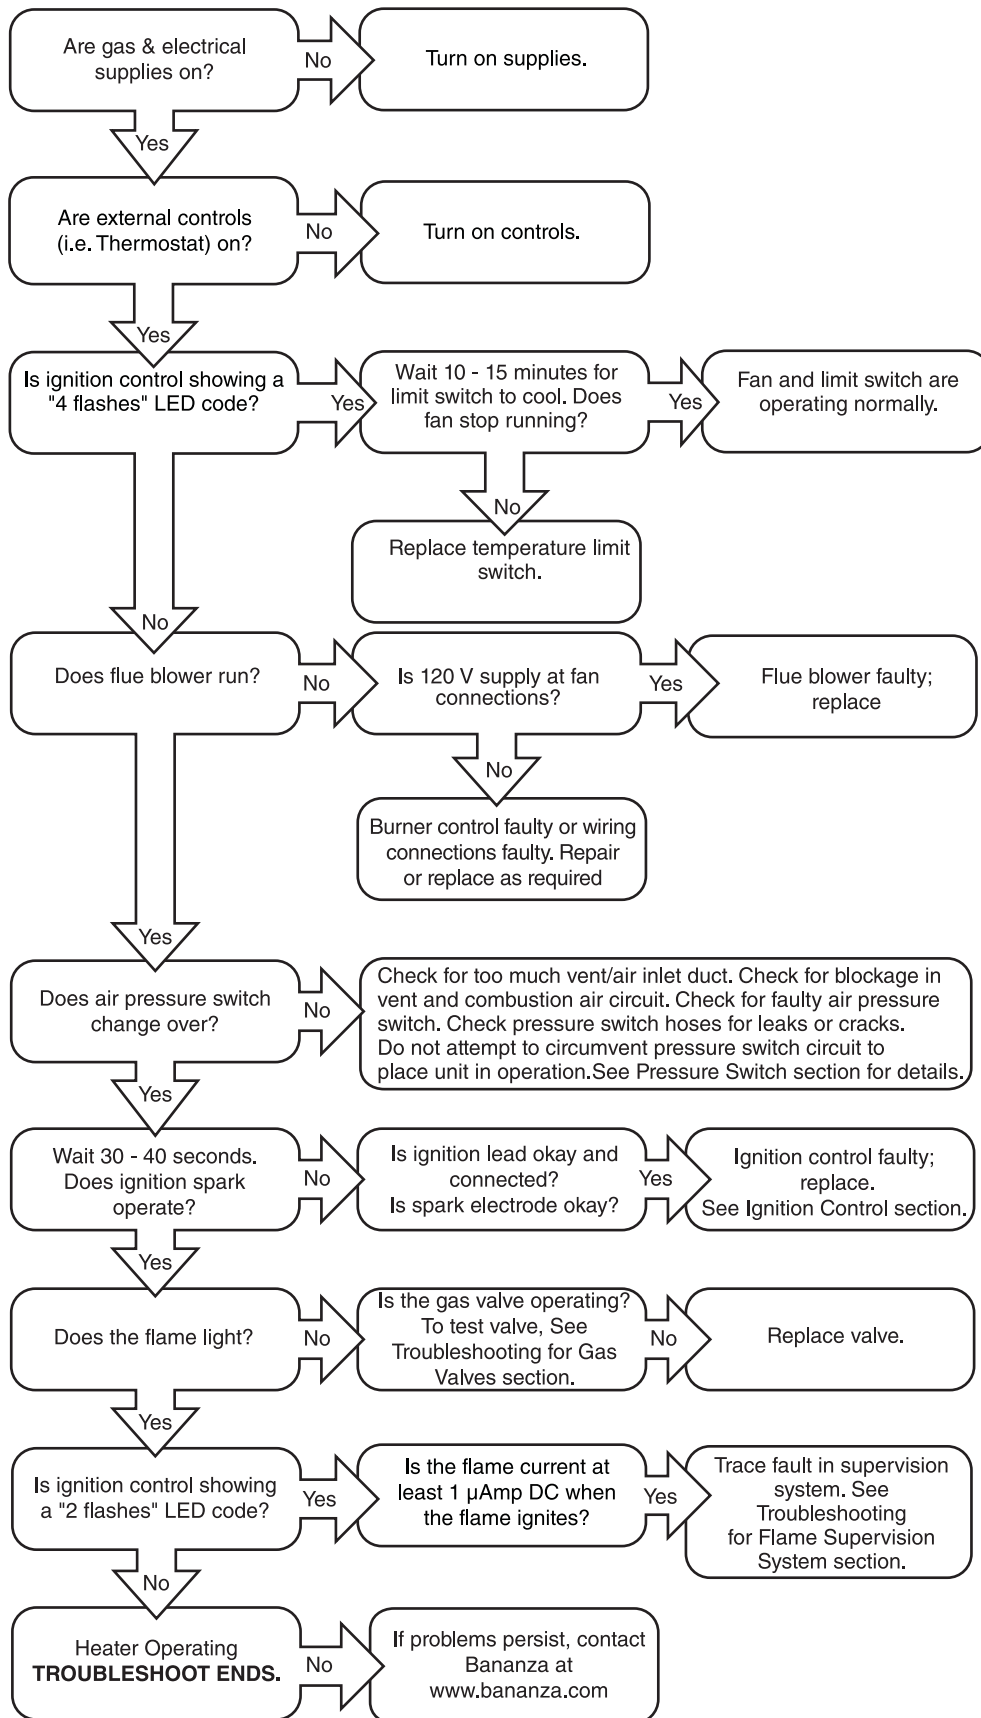 Are gas & electrical
supplies on?
No
Turn on supplies.
Yes
Are external controls
(i.e. Thermostat) on?
No
Turn on controls.
Yes
Is ignition control showing a
"4 flashes" LED code?
Yes
Wait 10 - 15 minutes for
limit switch to cool. Does
fan stop running?
Yes
Fan and limit switch are
operating normally.
No
Replace temperature limit
switch.
No
Does flue blower run?
No
Is 120 V supply at fan
connections?
Yes
Flue blower faulty;
replace
No
Burner control faulty or wiring
connections faulty. Repair
or replace as required
Yes
Does air pressure switch
change over?
No
Check for too much vent/air inlet duct. Check for blockage in
vent and combustion air circuit. Check for faulty air pressure
switch. Check pressure switch hoses for leaks or cracks.
Do not attempt to circumvent pressure switch circuit to
place unit in operation.See Pressure Switch section for details.
Yes
Wait 30 - 40 seconds.
Does ignition spark
operate?
No
Is ignition lead okay and
connected?
Is spark electrode okay?
Yes
Ignition control faulty;
replace.
See Ignition Control section.
Yes
Does the flame light?
No
Is the gas valve operating?
To test valve, See
Troubleshooting for Gas
Valves section.
No
Replace valve.
Yes
Is ignition control showing
a "2 flashes" LED code?
Yes
Is the flame current at
least 1 µAmp DC when
the flame ignites?
Yes
Trace fault in supervision
system. See
Troubleshooting
for Flame Supervision
System section.
No
Heater Operating
TROUBLESHOOT ENDS.
No
If problems persist, contact
Bananza at
www.bananza.com